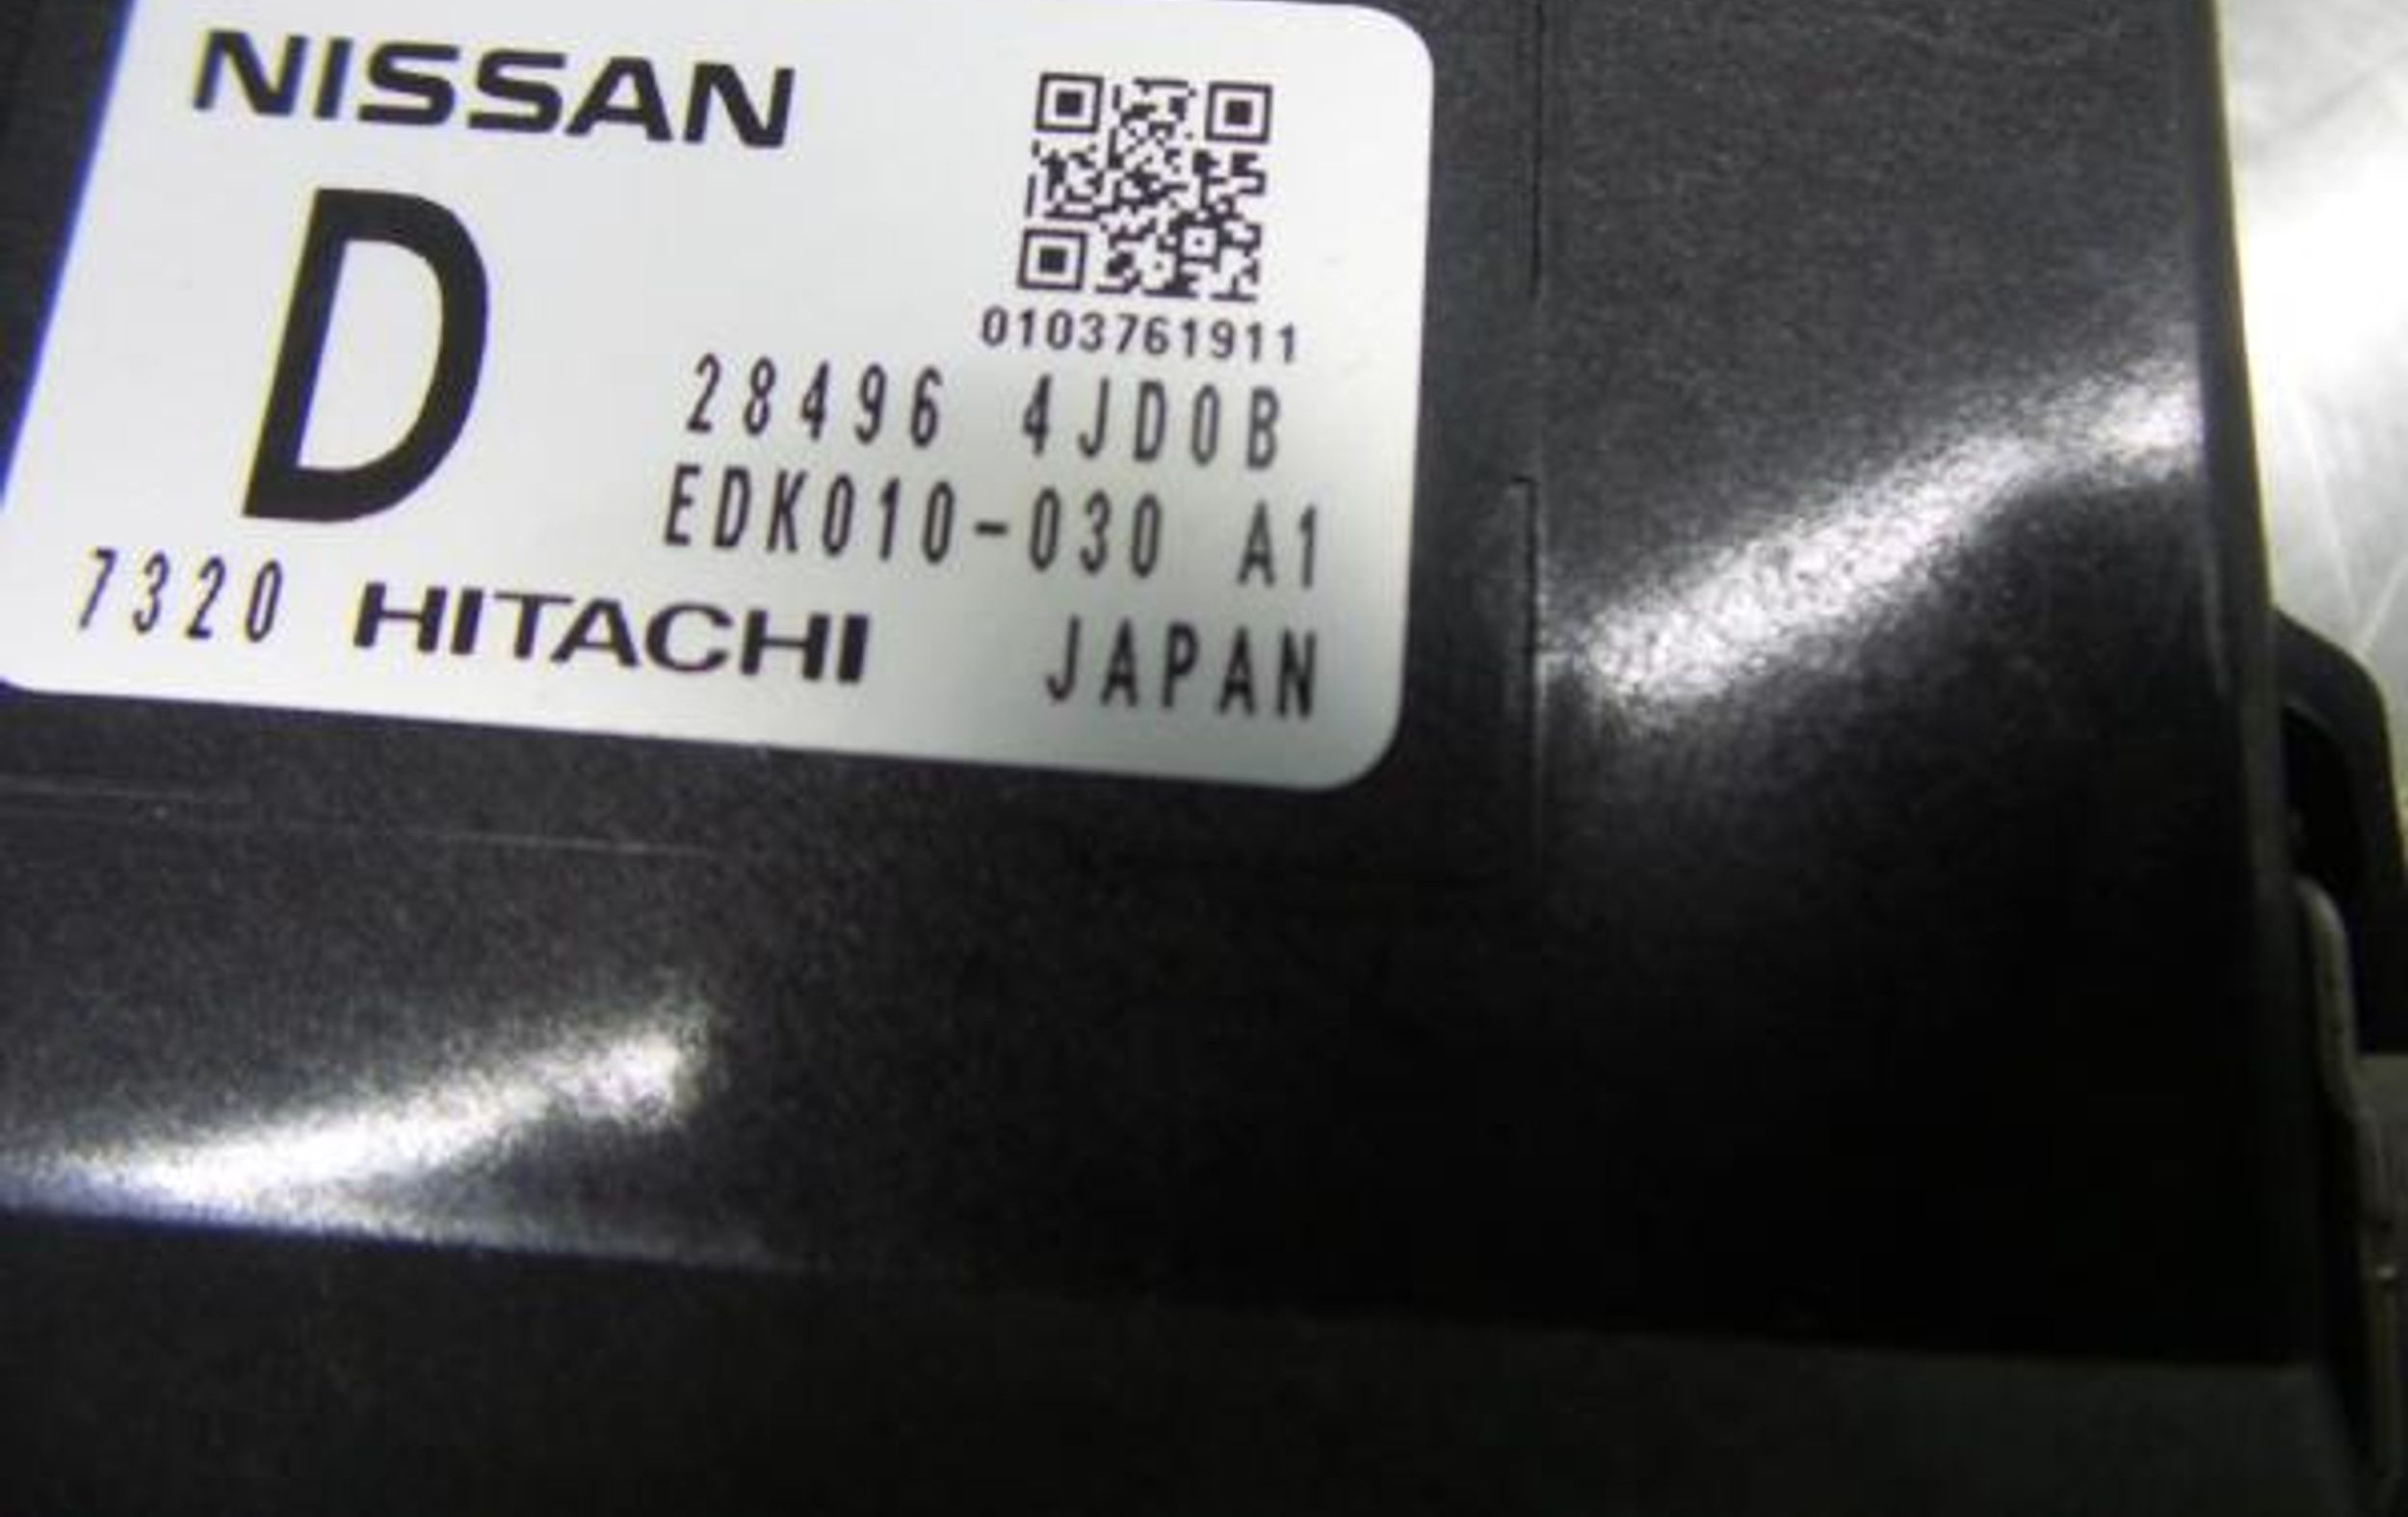 NISSAN
D
0103761911
28496 4JD0B
EDK010-030 A1
7320 HITACHI JAPAN